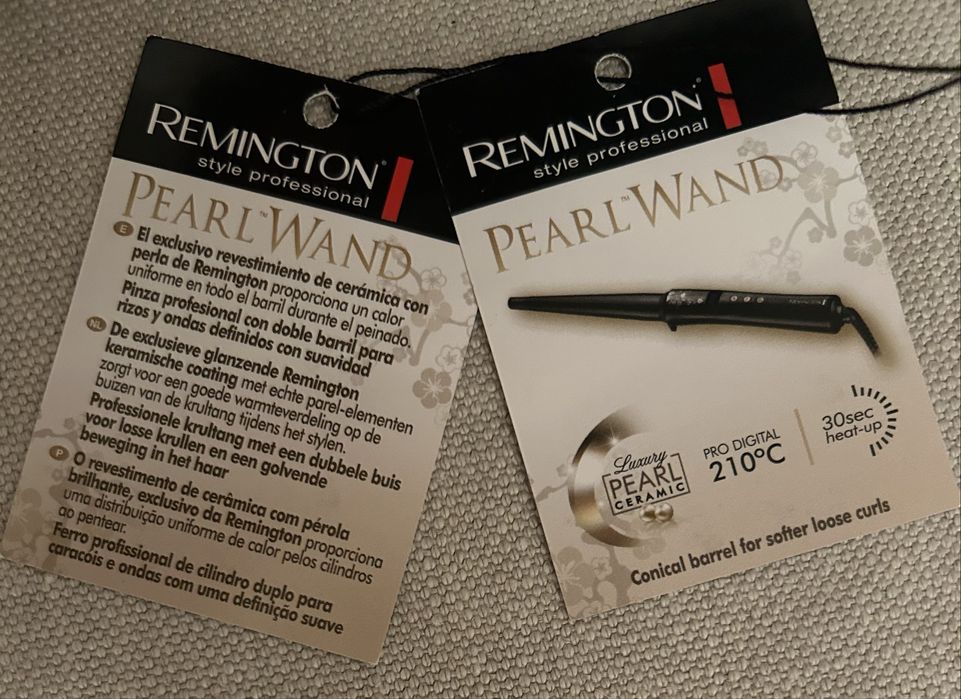 REMINGTON®
style professional
PEARL™ WAND
E El exclusivo revestimiento de cerámica con
perla de Remington proporciona un calor
uniforme en todo el barril durante el peinado.
Pinza profesional con doble barril para
rizos y ondas definidos con suavidad
NL De exclusieve glanzende Remington
keramische coating met echte parel-elementen
zorgt voor een goede warmteverdeling op de
buizen van de krultang tijdens het stylen.
Professionele krultang met een dubbele buis
voor losse krullen en een golvende
beweging in het haar
P O revestimento de cerâmica com pérola
brilhante, exclusivo da Remington proporciona
uma distribuição uniforme de calor pelos cilindros
ao pentear.
Ferro profissional de cilindro duplo para
caracóis e ondas com uma definição suave
REMINGTON®
style professional
PEARL™ WAND
REMINGTON
Luxury
PEARL
CERAMIC
PRO DIGITAL
210°C
30sec
heat-up
Conical barrel for softer loose curls